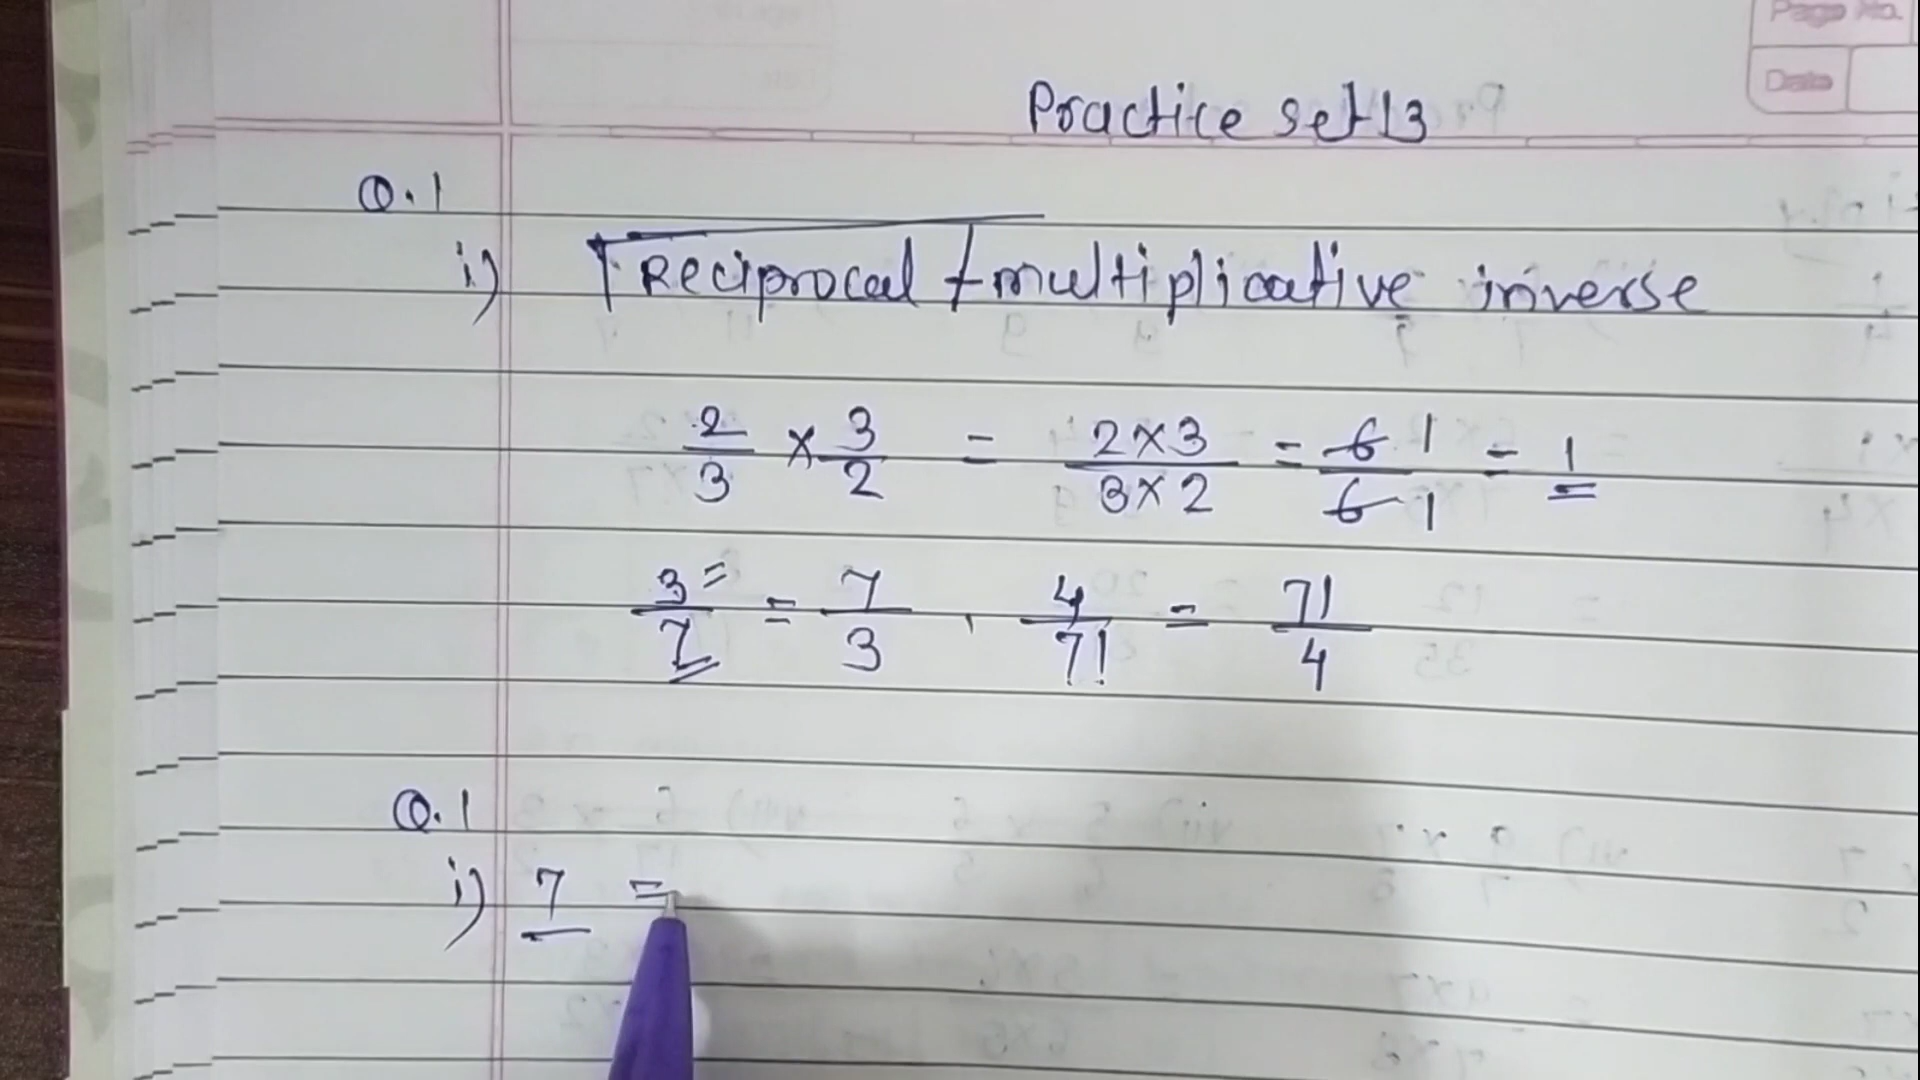 Page No.
Date
Practice set 13
Q.1
i) Reciprocal / multiplicative inverse
2/3 × 3/2 = 2×3/3×2 = 6 1/6 1 = 1
3/7 = 7/3 , 4/71 = 71/4
Q.1
i) 7 =